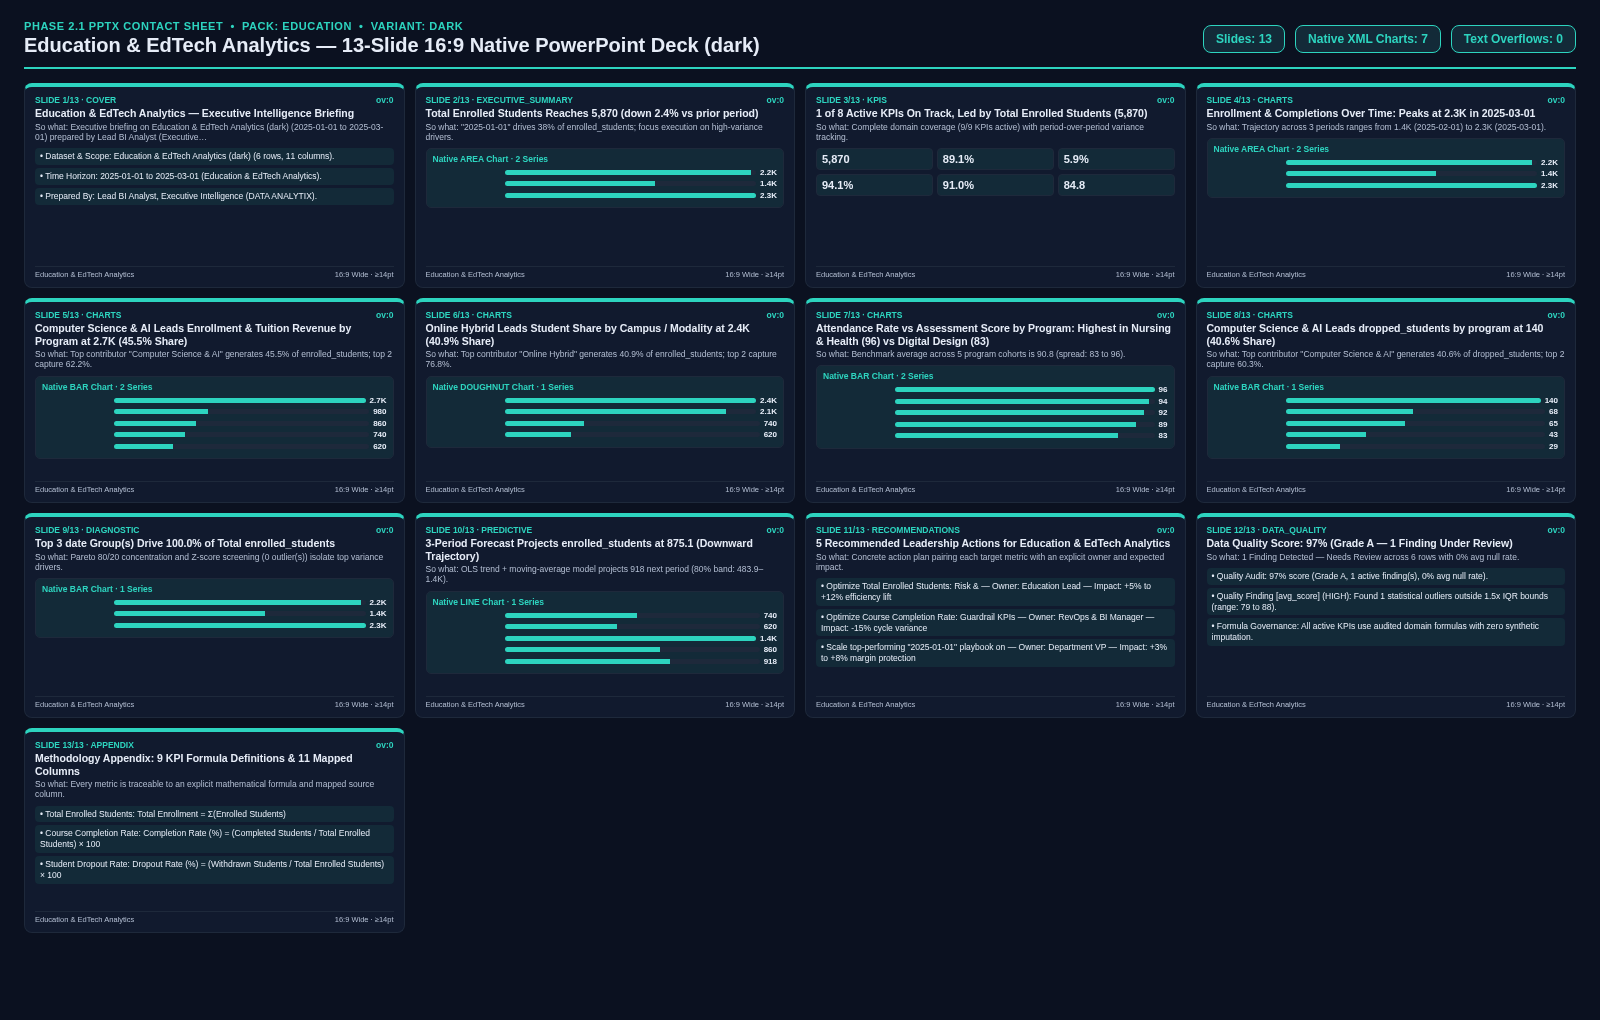 PHASE 2.1 PPTX CONTACT SHEET • PACK: EDUCATION • VARIANT: DARK
Education & EdTech Analytics — 13-Slide 16:9 Native PowerPoint Deck (dark)
Slides: 13
Native XML Charts: 7
Text Overflows: 0
SLIDE 1/13 · COVER
ov:0
Education & EdTech Analytics — Executive Intelligence Briefing
So what: Executive briefing on Education & EdTech Analytics (dark) (2025-01-01 to 2025-03-
01) prepared by Lead BI Analyst (Executive…
• Dataset & Scope: Education & EdTech Analytics (dark) (6 rows, 11 columns).
• Time Horizon: 2025-01-01 to 2025-03-01 (Education & EdTech Analytics).
• Prepared By: Lead BI Analyst, Executive Intelligence (DATA ANALYTIX).
Education & EdTech Analytics
16:9 Wide · ≥14pt
SLIDE 2/13 · EXECUTIVE_SUMMARY
ov:0
Total Enrolled Students Reaches 5,870 (down 2.4% vs prior period)
So what: "2025-01-01" drives 38% of enrolled_students; focus execution on high-variance
drivers.
Native AREA Chart · 2 Series
2.2K
1.4K
2.3K
Education & EdTech Analytics
16:9 Wide · ≥14pt
SLIDE 3/13 · KPIS
ov:0
1 of 8 Active KPIs On Track, Led by Total Enrolled Students (5,870)
So what: Complete domain coverage (9/9 KPIs active) with period-over-period variance
tracking.
5,870
89.1%
5.9%
94.1%
91.0%
84.8
Education & EdTech Analytics
16:9 Wide · ≥14pt
SLIDE 4/13 · CHARTS
ov:0
Enrollment & Completions Over Time: Peaks at 2.3K in 2025-03-01
So what: Trajectory across 3 periods ranges from 1.4K (2025-02-01) to 2.3K (2025-03-01).
Native AREA Chart · 2 Series
2.2K
1.4K
2.3K
Education & EdTech Analytics
16:9 Wide · ≥14pt
SLIDE 5/13 · CHARTS
ov:0
Computer Science & AI Leads Enrollment & Tuition Revenue by
Program at 2.7K (45.5% Share)
So what: Top contributor "Computer Science & AI" generates 45.5% of enrolled_students; top 2
capture 62.2%.
Native BAR Chart · 2 Series
2.7K
980
860
740
620
Education & EdTech Analytics
16:9 Wide · ≥14pt
SLIDE 6/13 · CHARTS
ov:0
Online Hybrid Leads Student Share by Campus / Modality at 2.4K
(40.9% Share)
So what: Top contributor "Online Hybrid" generates 40.9% of enrolled_students; top 2 capture
76.8%.
Native DOUGHNUT Chart · 1 Series
2.4K
2.1K
740
620
Education & EdTech Analytics
16:9 Wide · ≥14pt
SLIDE 7/13 · CHARTS
ov:0
Attendance Rate vs Assessment Score by Program: Highest in Nursing
& Health (96) vs Digital Design (83)
So what: Benchmark average across 5 program cohorts is 90.8 (spread: 83 to 96).
Native BAR Chart · 2 Series
96
94
92
89
83
Education & EdTech Analytics
16:9 Wide · ≥14pt
SLIDE 8/13 · CHARTS
ov:0
Computer Science & AI Leads dropped_students by program at 140
(40.6% Share)
So what: Top contributor "Computer Science & AI" generates 40.6% of dropped_students; top 2
capture 60.3%.
Native BAR Chart · 1 Series
140
68
65
43
29
Education & EdTech Analytics
16:9 Wide · ≥14pt
SLIDE 9/13 · DIAGNOSTIC
ov:0
Top 3 date Group(s) Drive 100.0% of Total enrolled_students
So what: Pareto 80/20 concentration and Z-score screening (0 outlier(s)) isolate top variance
drivers.
Native BAR Chart · 1 Series
2.2K
1.4K
2.3K
Education & EdTech Analytics
16:9 Wide · ≥14pt
SLIDE 10/13 · PREDICTIVE
ov:0
3-Period Forecast Projects enrolled_students at 875.1 (Downward
Trajectory)
So what: OLS trend + moving-average model projects 918 next period (80% band: 483.9–
1.4K).
Native LINE Chart · 1 Series
740
620
1.4K
860
918
Education & EdTech Analytics
16:9 Wide · ≥14pt
SLIDE 11/13 · RECOMMENDATIONS
ov:0
5 Recommended Leadership Actions for Education & EdTech Analytics
So what: Concrete action plan pairing each target metric with an explicit owner and expected
impact.
• Optimize Total Enrolled Students: Risk & — Owner: Education Lead — Impact: +5% to
+12% efficiency lift
• Optimize Course Completion Rate: Guardrail KPIs — Owner: RevOps & BI Manager —
Impact: -15% cycle variance
• Scale top-performing "2025-01-01" playbook on — Owner: Department VP — Impact: +3%
to +8% margin protection
Education & EdTech Analytics
16:9 Wide · ≥14pt
SLIDE 12/13 · DATA_QUALITY
ov:0
Data Quality Score: 97% (Grade A — 1 Finding Under Review)
So what: 1 Finding Detected — Needs Review across 6 rows with 0% avg null rate.
• Quality Audit: 97% score (Grade A, 1 active finding(s), 0% avg null rate).
• Quality Finding [avg_score] (HIGH): Found 1 statistical outliers outside 1.5x IQR bounds
(range: 79 to 88).
• Formula Governance: All active KPIs use audited domain formulas with zero synthetic
imputation.
Education & EdTech Analytics
16:9 Wide · ≥14pt
SLIDE 13/13 · APPENDIX
ov:0
Methodology Appendix: 9 KPI Formula Definitions & 11 Mapped
Columns
So what: Every metric is traceable to an explicit mathematical formula and mapped source
column.
• Total Enrolled Students: Total Enrollment = Σ(Enrolled Students)
• Course Completion Rate: Completion Rate (%) = (Completed Students / Total Enrolled
Students) × 100
• Student Dropout Rate: Dropout Rate (%) = (Withdrawn Students / Total Enrolled Students)
× 100
Education & EdTech Analytics
16:9 Wide · ≥14pt